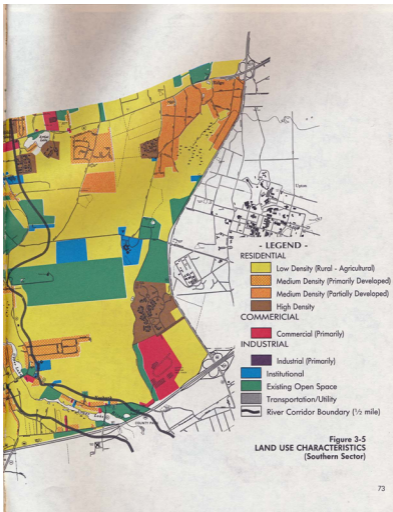 - LEGEND -
RESIDENTIAL
Low Density (Rural - Agricultural)
Medium Density (Primarily Developed)
Medium Density (Partially Developed)
High Density
COMMERICIAL
Commercial (Primarily)
INDUSTRIAL
Industrial (Primarily)
Institutional
Existing Open Space
Transportation/Utility
River Corridor Boundary (½ mile)
Figure 3-5
LAND USE CHARACTERISTICS
(Southern Sector)
73